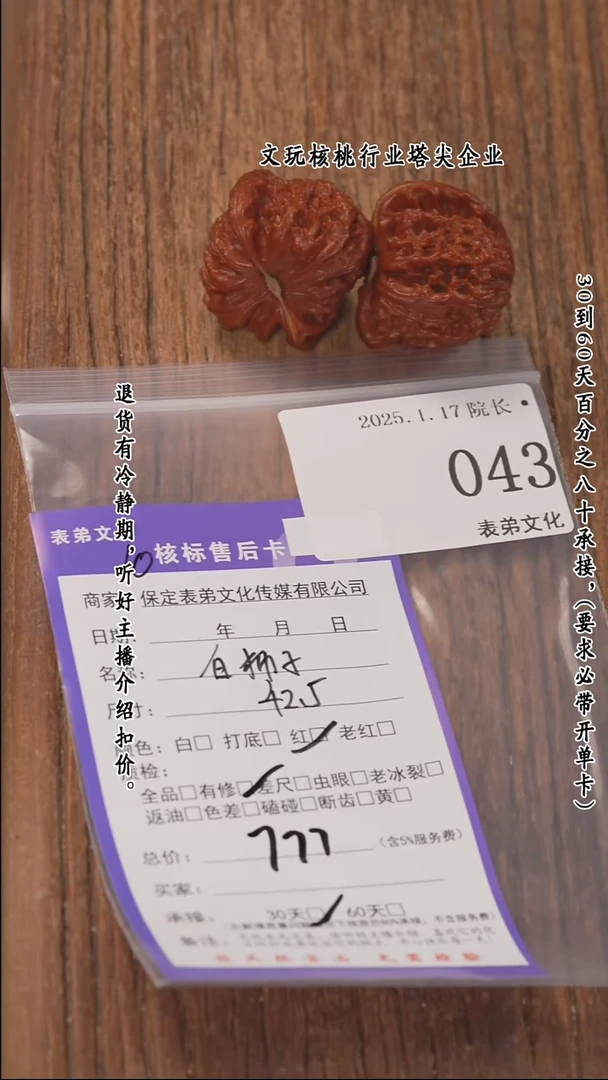 文玩核桃行业塔尖企业
30到60天百分之八十承接，（要求必带开单卡）
退货有冷静期，听好主播介绍扣价。
2025.1.17 院长
043
表弟文化
表弟文
核标售后卡
商家 保定表弟文化传媒有限公司
日期: 年 月 日
名称: 白狮子
尺寸: 42.5
颜色: 白□ 打底□ 红□ 老红□
质检:
全品□有修□差尺□虫眼□老冰裂□
返油□色差□磕碰□断齿□黄□
总价: 777 (含5%服务费)
买家:
承接: 30天□ 60天□
备注: